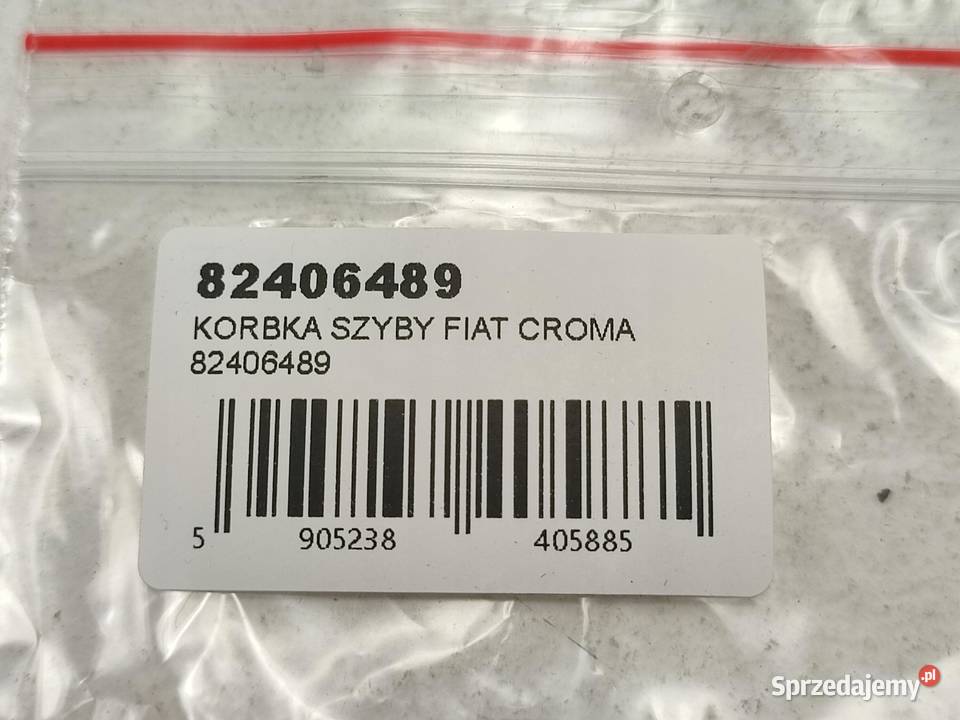 82406489
KORBKA SZYBY FIAT CROMA
82406489
5 905238 405885
Sprzedajemy.pl